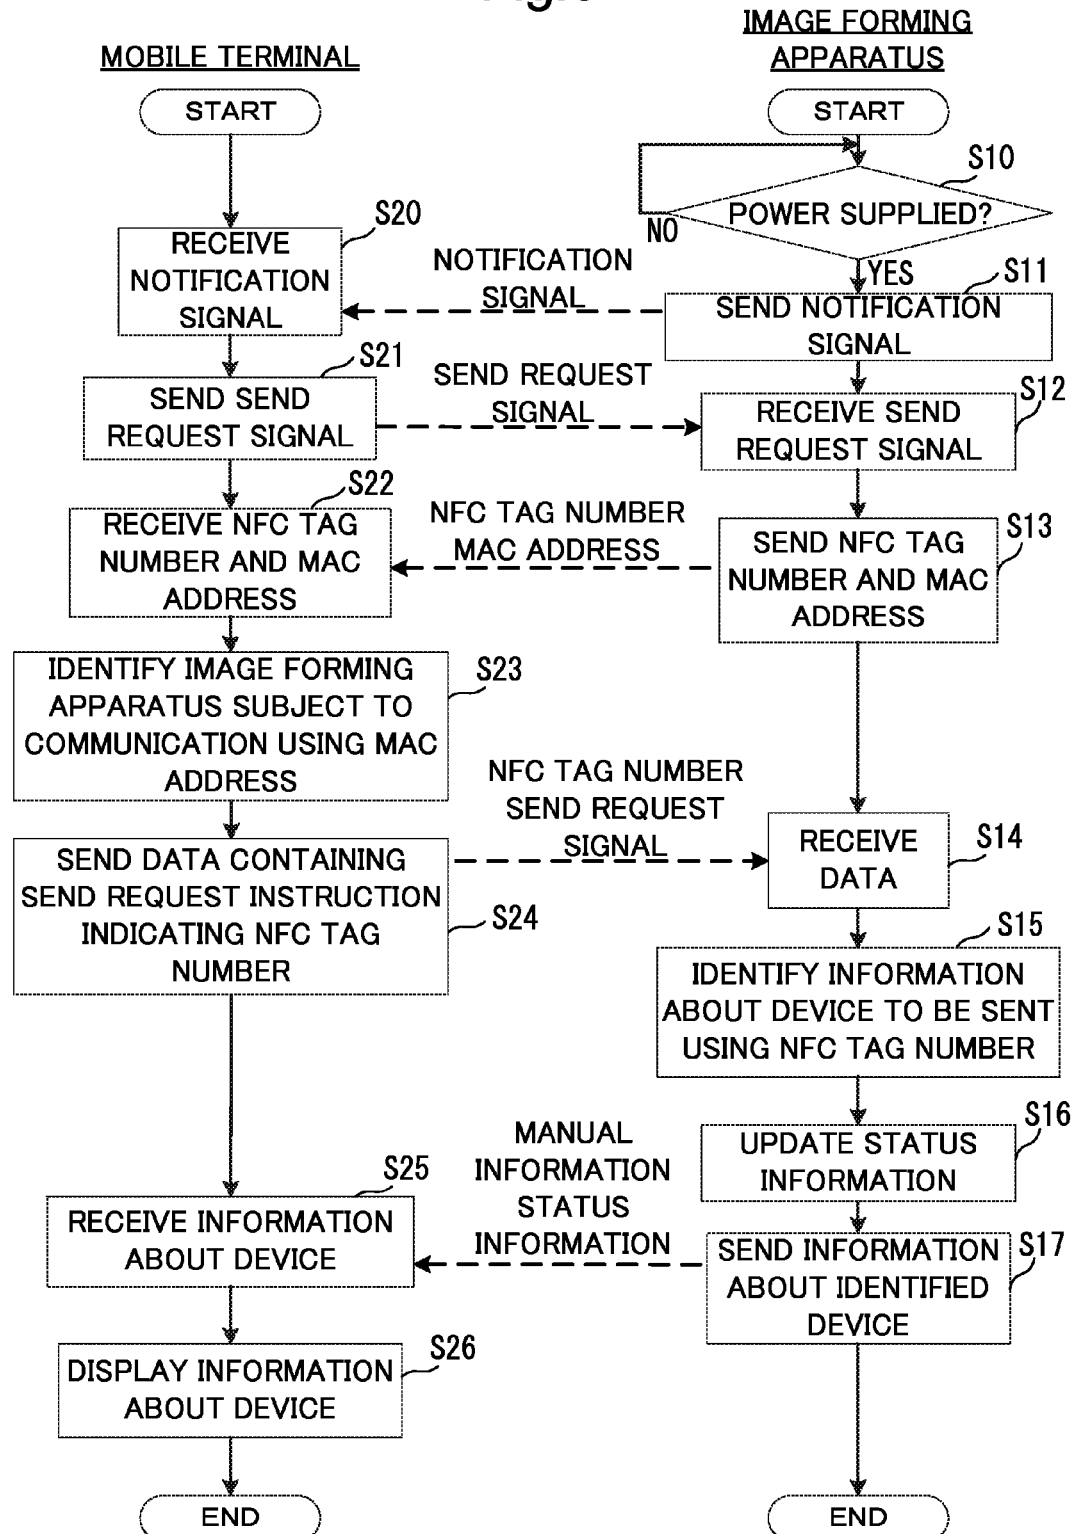 MOBILE TERMINAL
START
S20
RECEIVE
NOTIFICATION
SIGNAL
S21
SEND SEND
REQUEST SIGNAL
S22
RECEIVE NFC TAG
NUMBER AND MAC
ADDRESS
IDENTIFY IMAGE FORMING
APPARATUS SUBJECT TO
COMMUNICATION USING MAC
ADDRESS
S23
SEND DATA CONTAINING
SEND REQUEST INSTRUCTION
INDICATING NFC TAG
NUMBER
S24
S25
RECEIVE INFORMATION
ABOUT DEVICE
S26
DISPLAY INFORMATION
ABOUT DEVICE
END
NOTIFICATION
SIGNAL
SEND REQUEST
SIGNAL
NFC TAG NUMBER
MAC ADDRESS
NFC TAG NUMBER
SEND REQUEST
SIGNAL
MANUAL
INFORMATION
STATUS
INFORMATION
IMAGE FORMING
APPARATUS
START
S10
POWER SUPPLIED?
NO
YES
S11
SEND NOTIFICATION
SIGNAL
S12
RECEIVE SEND
REQUEST SIGNAL
S13
SEND NFC TAG
NUMBER AND MAC
ADDRESS
RECEIVE
DATA
S14
S15
IDENTIFY INFORMATION
ABOUT DEVICE TO BE SENT
USING NFC TAG NUMBER
S16
UPDATE STATUS
INFORMATION
S17
SEND INFORMATION
ABOUT IDENTIFIED
DEVICE
END